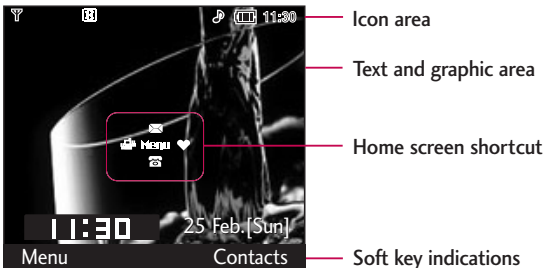 11:30
Icon area
Text and graphic area
Menu
Home screen shortcut
11:30
25 Feb.[Sun]
Menu
Contacts
Soft key indications